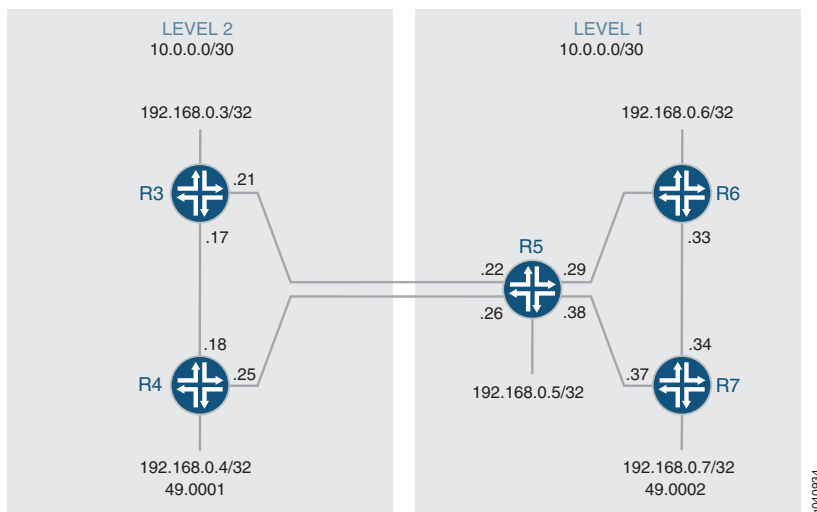 LEVEL 2
10.0.0.0/30
LEVEL 1
10.0.0.0/30
192.168.0.3/32
192.168.0.6/32
R3
.21
R6
.17
.33
R5
.22
.29
.26
.38
.18
.34
R4
.25
.37
R7
192.168.0.5/32
192.168.0.4/32
49.0001
192.168.0.7/32
49.0002
g040934